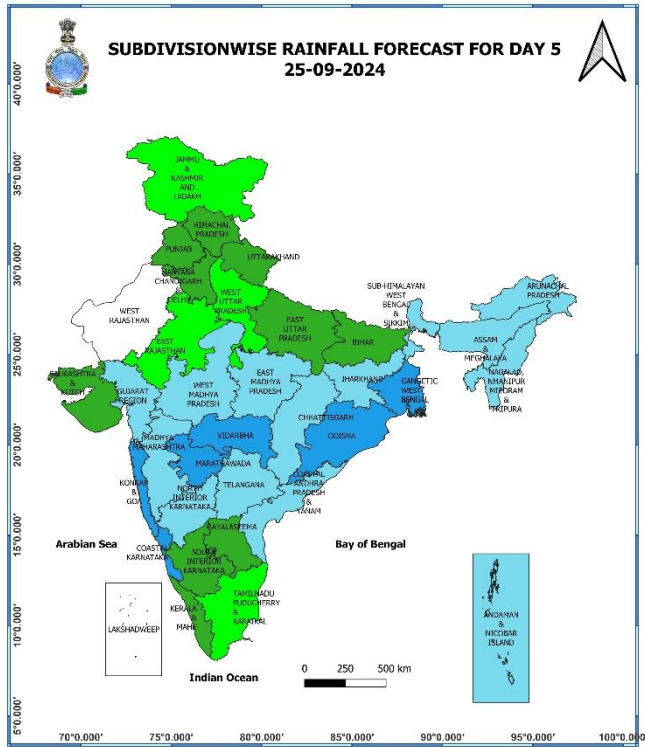 SUBDIVISIONWISE RAINFALL FORECAST FOR DAY 5
25-09-2024
40°0.000'
35°0.000'
30°0.000'
25°0.000'
20°0.000'
15°0.000'
10°0.000'
5°0.000'
JAMMU
&
KASHMIR
AND
LADAKH
HIMACHAL
PRADESH
PUNJAB
UTTARAKHAND
HARYANA
CHANDIGARH
&
DELHI
WEST
UTTAR
PRADESH
WEST
RAJASTHAN
EAST
RAJASTHAN
EAST
UTTAR
PRADESH
BIHAR
SUB-HIMALAYAN
WEST
BENGAL
&
SIKKIM
ARUNACHAL
PRADESH
ASSAM
&
MEGHALAYA
NAGALAD,
NMANIPUR
MIZORAM
&
TRIPURA
SAURASHTRA
&
KUTCH
GUJARAT
REGION
WEST
MADHYA
PRADESH
EAST
MADHYA
PRADESH
JHARKHAND
GANGETIC
WEST
BENGAL
CHHATTISGARH
ODISHA
MADHYA
MAHARASHTRA
VIDARBHA
MARATHAWADA
KONKAN
&
GOA
NORTH
INTERIOR
KARNATAKA
TELANGANA
COASTAL
ANDHRA
PRADESH
&
YANAM
RAYALASEEMA
COASTAL
KARNATAKA
SOUTH
INTERIOR
KARNATAKA
TAMILNADU
PUDUCHERRY
&
KARAIKAL
KERALA
&
MAHE
LAKSHADWEEP
ANDAMAN
&
NICOBAR
ISLAND
Arabian Sea
Bay of Bengal
Indian Ocean
0 250 500 km
70°0.000' 75°0.000' 80°0.000' 85°0.000' 90°0.000' 95°0.000' 100°0.000'